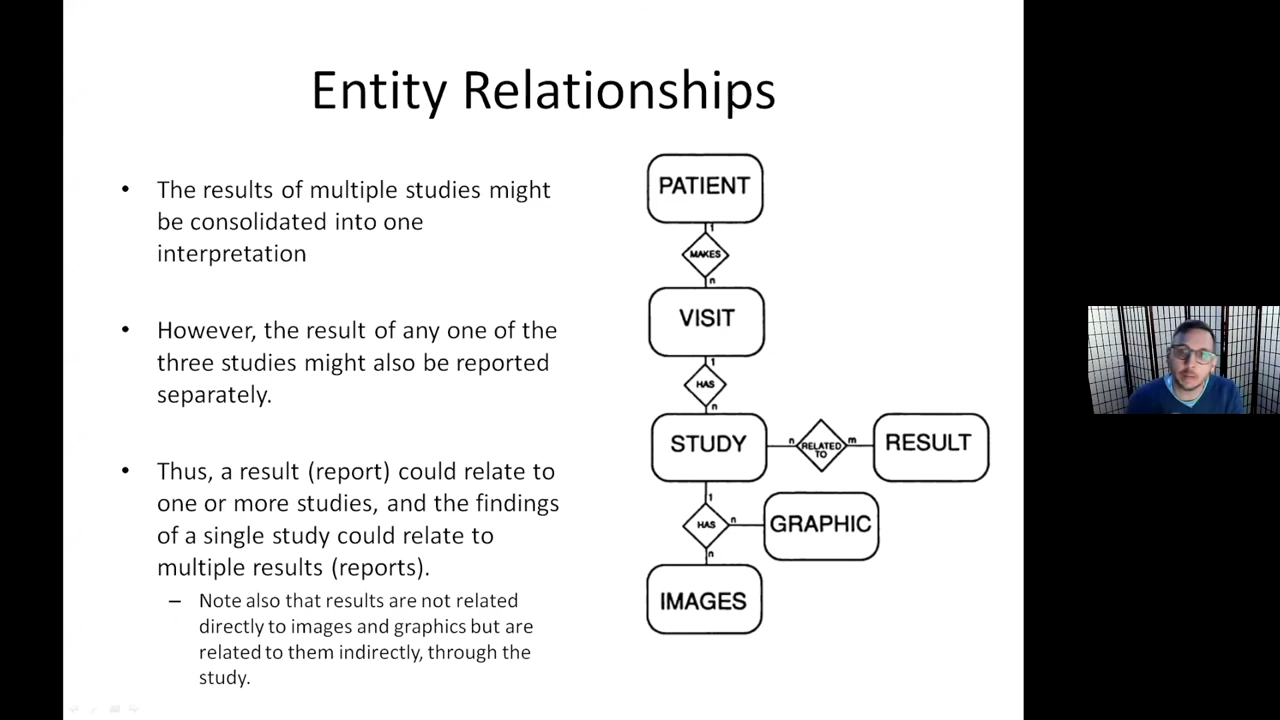 Entity Relationships
• The results of multiple studies might
be consolidated into one
interpretation
• However, the result of any one of the
three studies might also be reported
separately.
• Thus, a result (report) could relate to
one or more studies, and the findings
of a single study could relate to
multiple results (reports).
– Note also that results are not related
directly to images and graphics but are
related to them indirectly, through the
study.
PATIENT
1
MAKES
n
VISIT
1
HAS
n
STUDY
n
RELATED
TO
m
RESULT
1
HAS
n
GRAPHIC
n
IMAGES